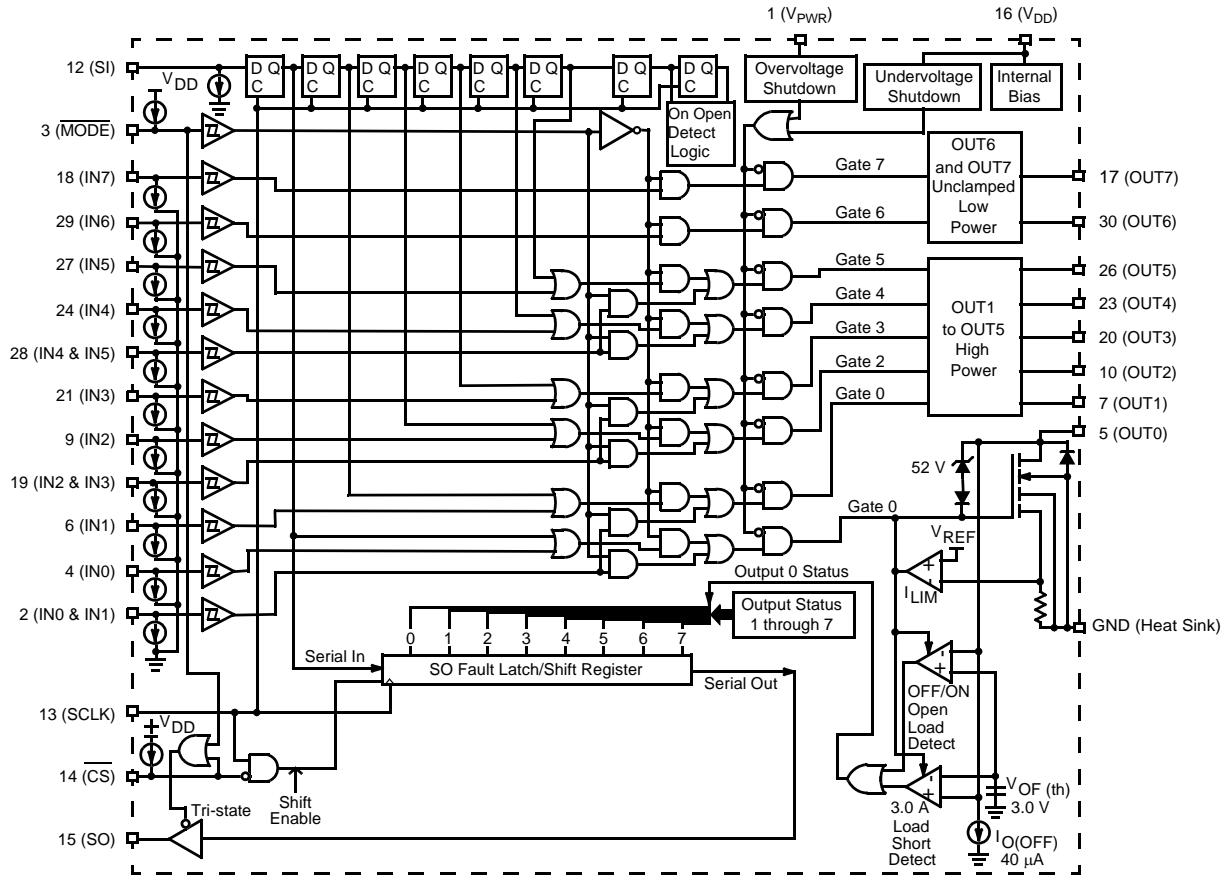 1 (VPWR)
16 (VDD)
12 (SI)
VDD
D Q
C
D Q
C
D Q
C
D Q
C
D Q
C
D Q
C
D Q
C
D Q
C
Overvoltage
Shutdown
Undervoltage
Shutdown
Internal
Bias
3 (MODE)
On Open
Detect
Logic
18 (IN7)
29 (IN6)
27 (IN5)
24 (IN4)
28 (IN4 & IN5)
21 (IN3)
9 (IN2)
19 (IN2 & IN3)
6 (IN1)
4 (IN0)
2 (IN0 & IN1)
Gate 7
Gate 6
Gate 5
Gate 4
Gate 3
Gate 2
Gate 0
OUT6
and OUT7
Unclamped
Low
Power
OUT1
to OUT5
High
Power
17 (OUT7)
30 (OUT6)
26 (OUT5)
23 (OUT4)
20 (OUT3)
10 (OUT2)
7 (OUT1)
5 (OUT0)
52 V
Gate 0
VREF
+
-
ILIM
GND (Heat Sink)
Output 0 Status
Output Status
1 through 7
0 1 2 3 4 5 6 7
Serial In
SO Fault Latch/Shift Register
Serial Out
13 (SCLK)
VDD
14 (CS)
Tri-state
Shift
Enable
15 (SO)
-
+
OFF/ON
Open
Load
Detect
-
+
3.0 A
Load
Short
Detect
VOF (th)
3.0 V
IO(OFF)
40 µA